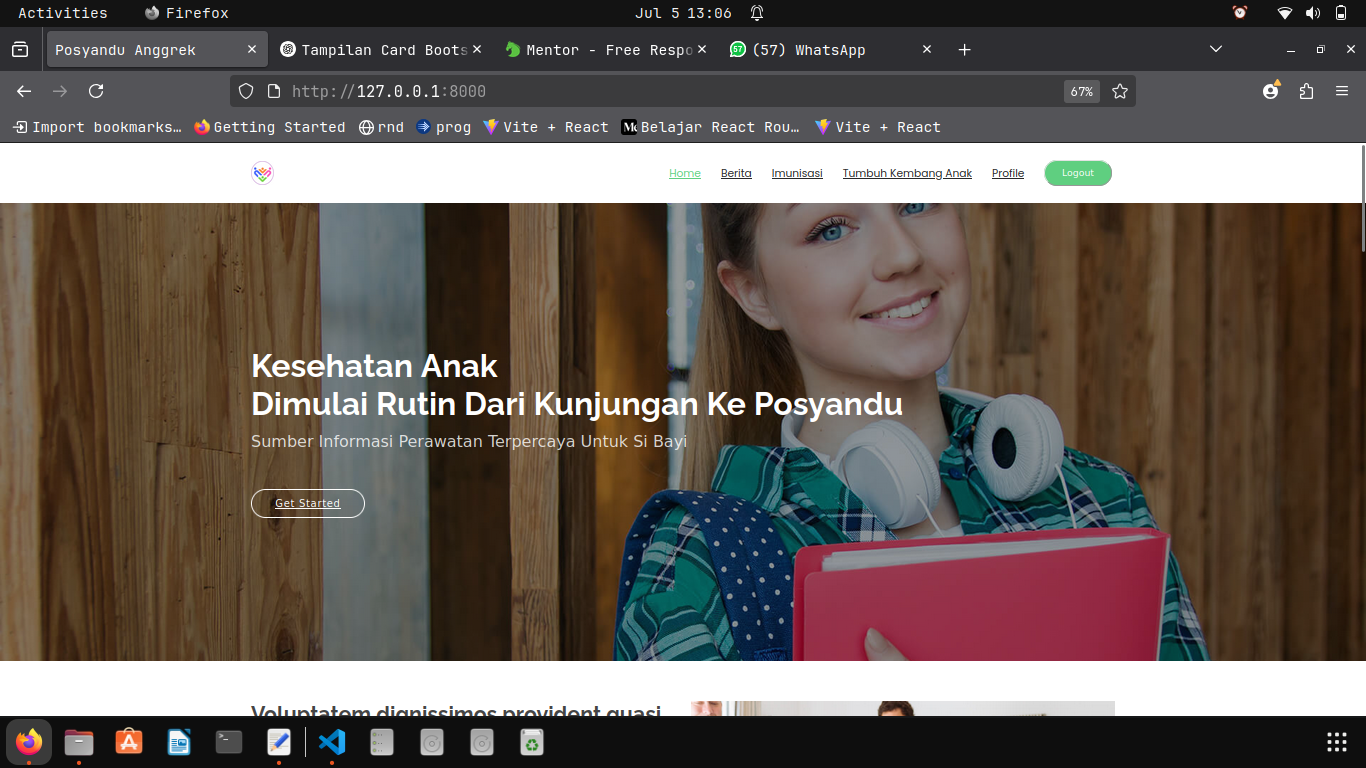 Activities
Firefox
Jul 5 13:06
Posyandu Anggrek
Tampilan Card Boots
Mentor - Free Respo
57
(57) WhatsApp
http://127.0.0.1:8000
67%
Import bookmarks…
Getting Started
rnd
prog
Vite + React
Belajar React Rou…
Vite + React
Home
Berita
Imunisasi
Tumbuh Kembang Anak
Profile
Logout
Kesehatan Anak
Dimulai Rutin Dari Kunjungan Ke Posyandu
Sumber Informasi Perawatan Terpercaya Untuk Si Bayi
Get Started
Voluptatem dignissimos provident quasi